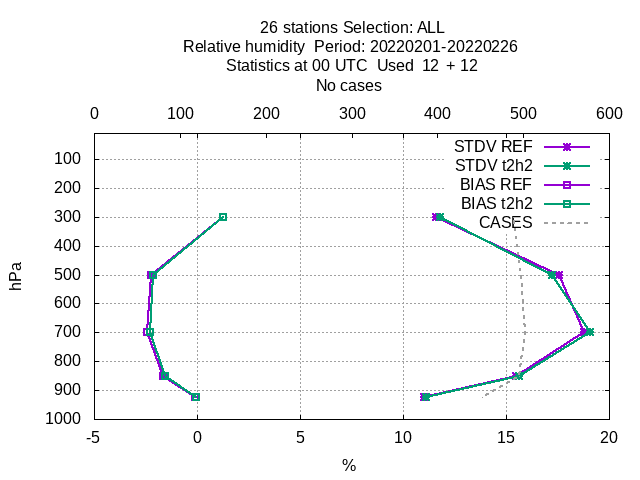 26 stations Selection: ALL
Relative humidity  Period: 20220201-20220226
Statistics at 00 UTC  Used  12  + 12
No cases
0 100 200 300 400 500 600
STDV REF
STDV t2h2
BIAS REF
BIAS t2h2
CASES
100
200
300
400
500
600
700
800
900
1000
hPa
-5 0 5 10 15 20
%